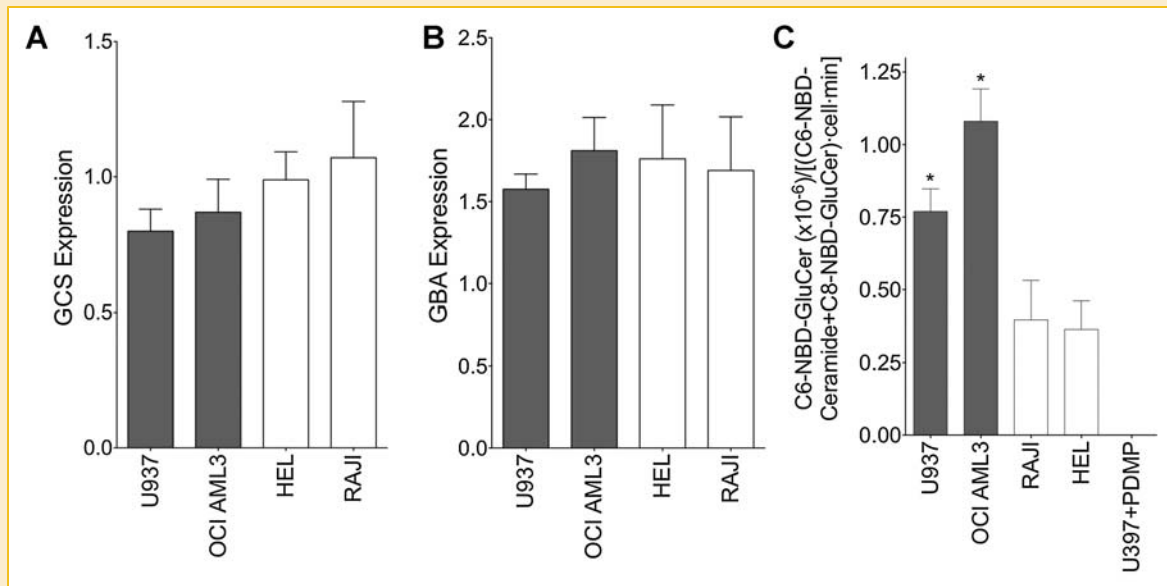 A
GCS Expression
1.5
1.0
0.5
0.0
U937
OCI AML3
HEL
RAJI
B
GBA Expression
2.5
2.0
1.5
1.0
0.5
0.0
U937
OCI AML3
HEL
RAJI
C
C6-NBD-GluCer (x10⁻⁶)/[(C6-NBD-
Ceramide+C8-NBD-GluCer)·cell·min]
1.25
1.00
0.75
0.50
0.25
0.00
*
*
U937
OCI AML3
RAJI
HEL
U397+PDMP